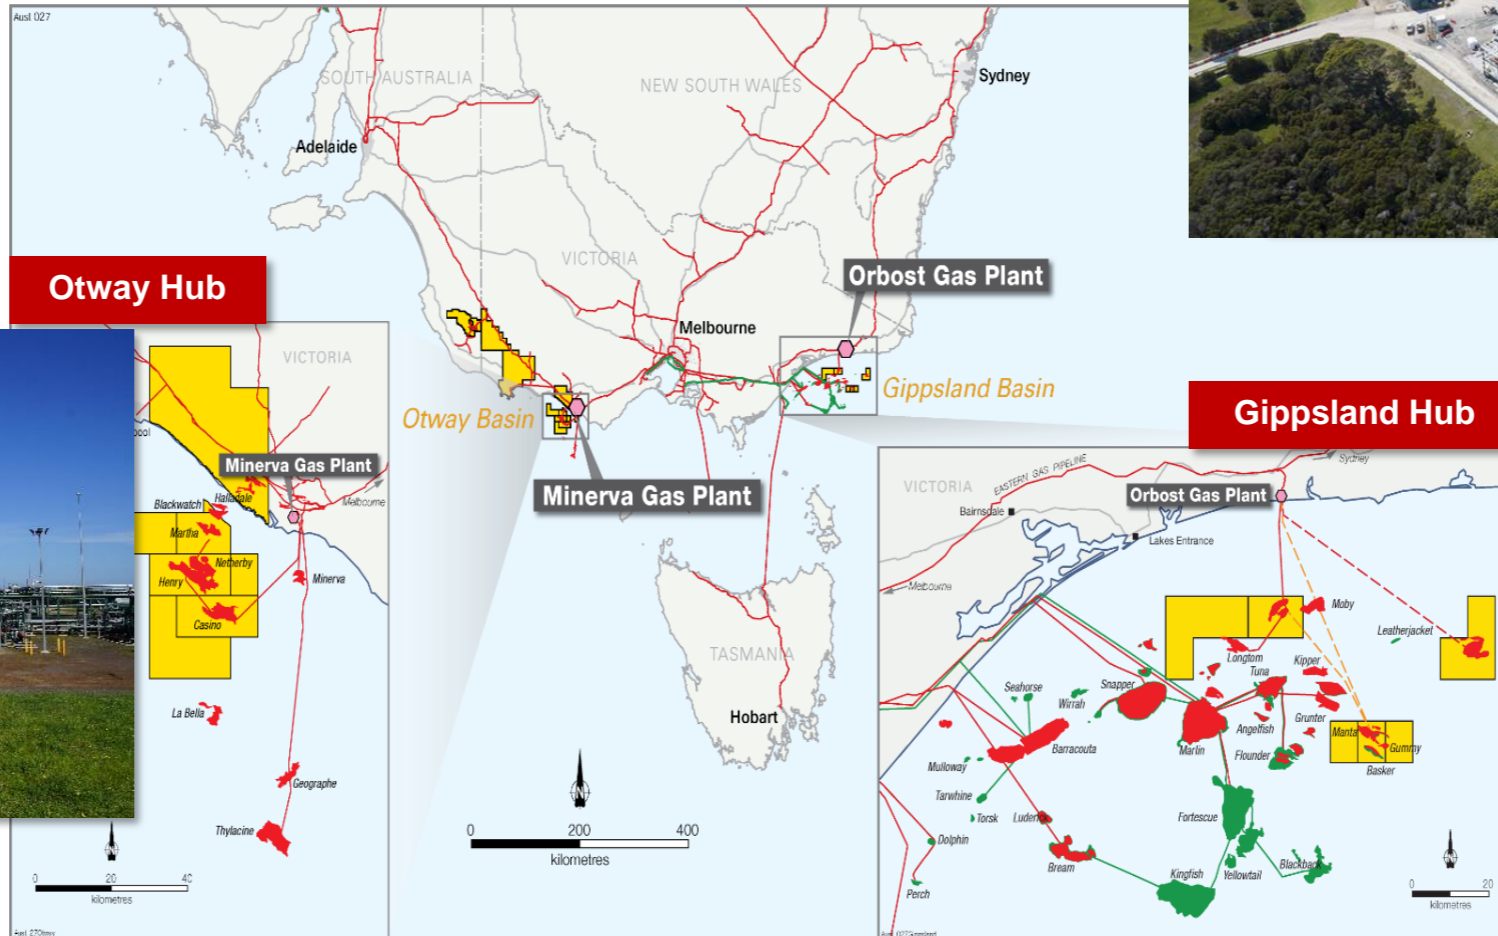 Aust 027
SOUTH AUSTRALIA
NEW SOUTH WALES
Sydney
Adelaide
VICTORIA
Orbost Gas Plant
Melbourne
Otway Basin
Gippsland Basin
Minerva Gas Plant
TASMANIA
Hobart
0 200 400
kilometres
Otway Hub
VICTORIA
Minerva Gas Plant
Melbourne
Blackwatch
Halladale
Martha
Netherby
Henry
Minerva
Casino
La Bella
Geographe
Thylacine
0 20
kilometres
Gippsland Hub
Sydney
EASTERN GAS PIPELINE
VICTORIA
Orbost Gas Plant
Bairnsdale
Lakes Entrance
Melbourne
Moby
Leatherjacket
Longtom
Tuna
Kipper
Snapper
Seahorse
Wirrah
Angelfish
Grunter
Marlin
Flounder
Manta
Gummy
Basker
Barracouta
Mulloway
Tarwhine
Torsk
Luderick
Fortescue
Dolphin
Bream
Kingfish
Yellowtail
Blackback
Perch
0 20
kilometres